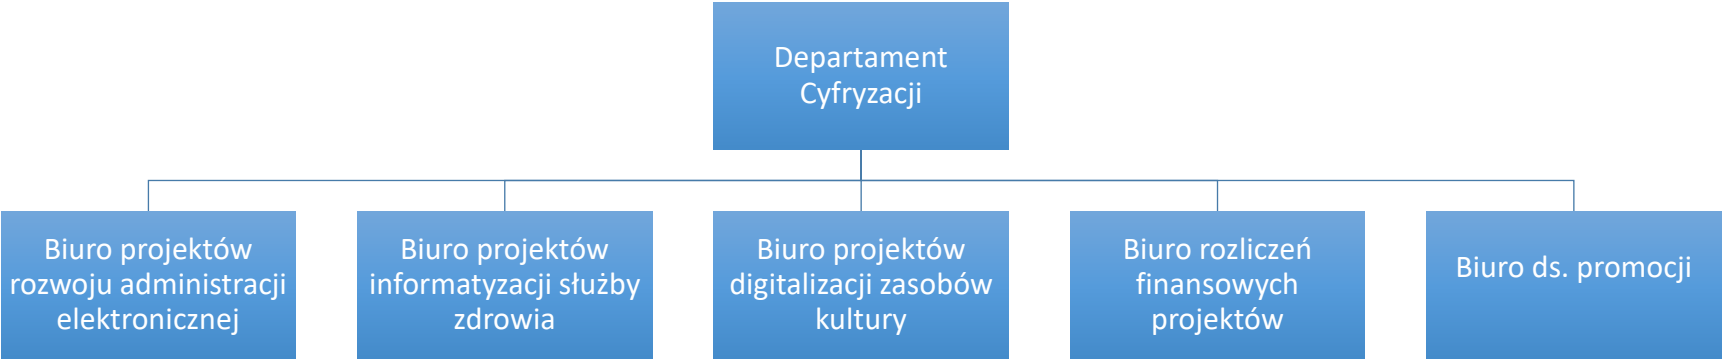 Departament
Cyfryzacji
Biuro projektów
rozwoju administracji
elektronicznej
Biuro projektów
informatyzacji służby
zdrowia
Biuro projektów
digitalizacji zasobów
kultury
Biuro rozliczeń
finansowych
projektów
Biuro ds. promocji